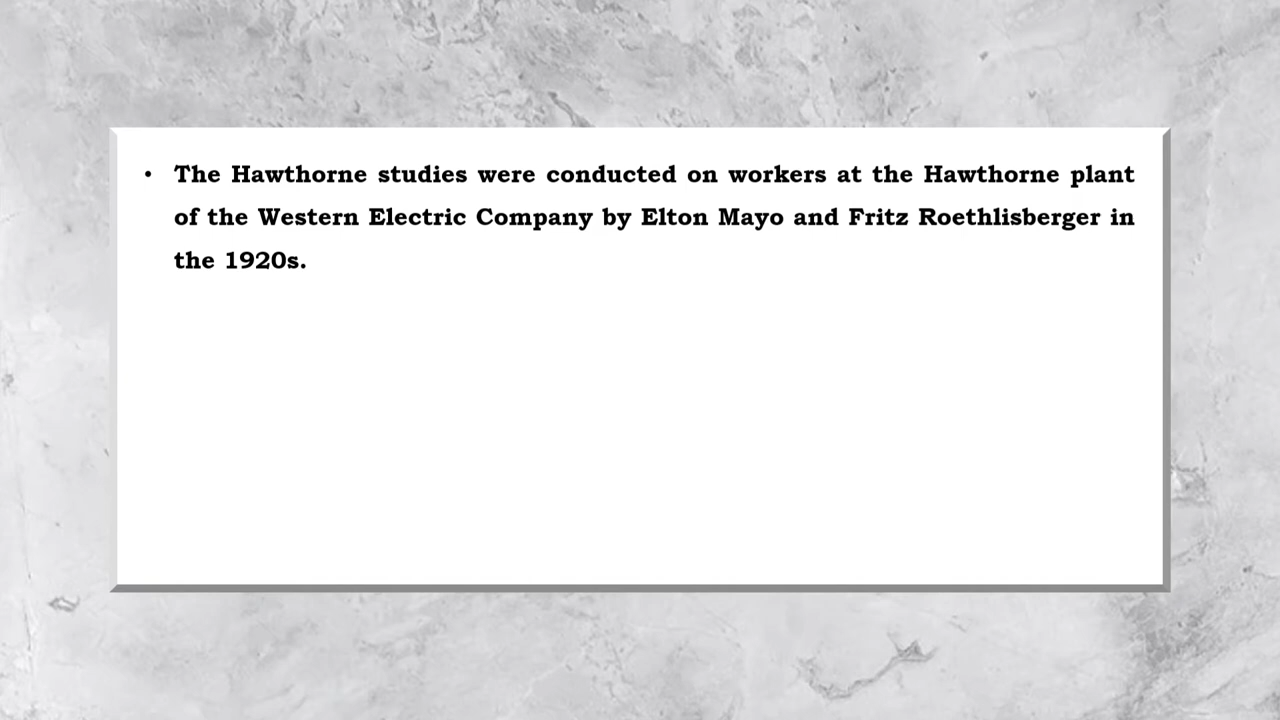 • The Hawthorne studies were conducted on workers at the Hawthorne plant
of the Western Electric Company by Elton Mayo and Fritz Roethlisberger in
the 1920s.